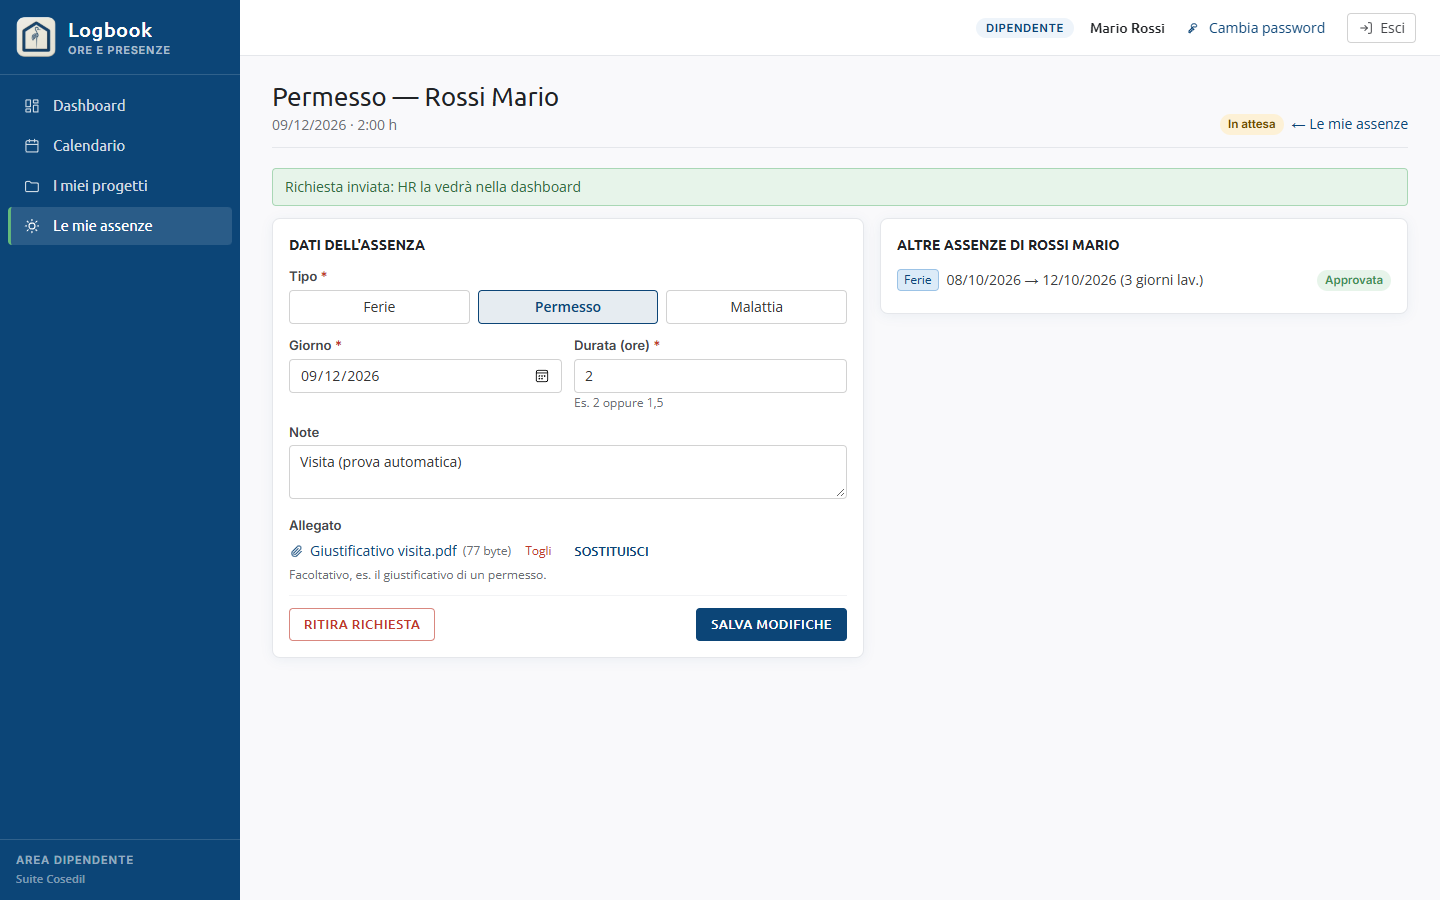 Logbook
ORE E PRESENZE
Dashboard
Calendario
I miei progetti
Le mie assenze
AREA DIPENDENTE
Suite Cosedil
DIPENDENTE
Mario Rossi
Cambia password
Esci
Permesso — Rossi Mario
09/12/2026 · 2:00 h
In attesa
← Le mie assenze
Richiesta inviata: HR la vedrà nella dashboard
DATI DELL'ASSENZA
Tipo *
Ferie
Permesso
Malattia
Giorno *
Durata (ore) *
09/12/2026
2
Es. 2 oppure 1,5
Note
Visita (prova automatica)
Allegato
Giustificativo visita.pdf (77 byte) Togli SOSTITUISCI
Facoltativo, es. il giustificativo di un permesso.
RITIRA RICHIESTA
SALVA MODIFICHE
ALTRE ASSENZE DI ROSSI MARIO
Ferie 08/10/2026 → 12/10/2026 (3 giorni lav.) Approvata